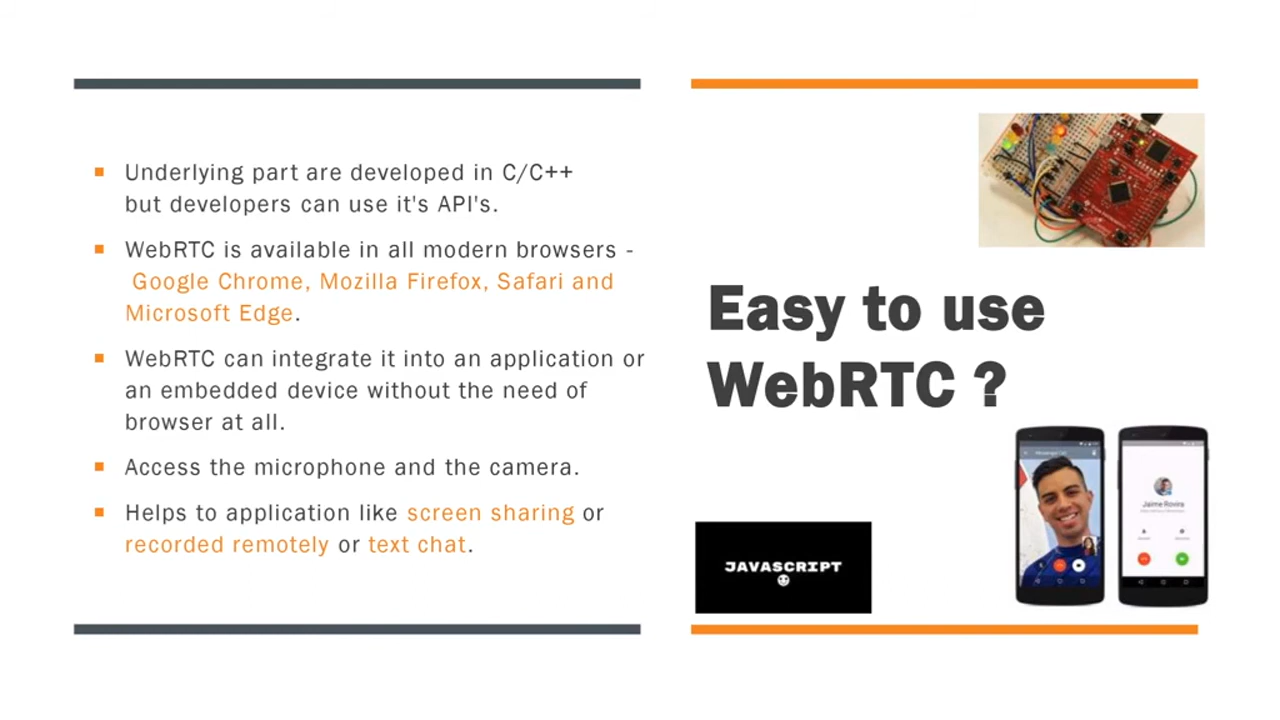 Underlying part are developed in C/C++
but developers can use it's API's.
WebRTC is available in all modern browsers -
Google Chrome, Mozilla Firefox, Safari and
Microsoft Edge.
WebRTC can integrate it into an application or
an embedded device without the need of
browser at all.
Access the microphone and the camera.
Helps to application like screen sharing or
recorded remotely or text chat.
Easy to use
WebRTC ?
Jaime Rovira
JAVASCRIPT